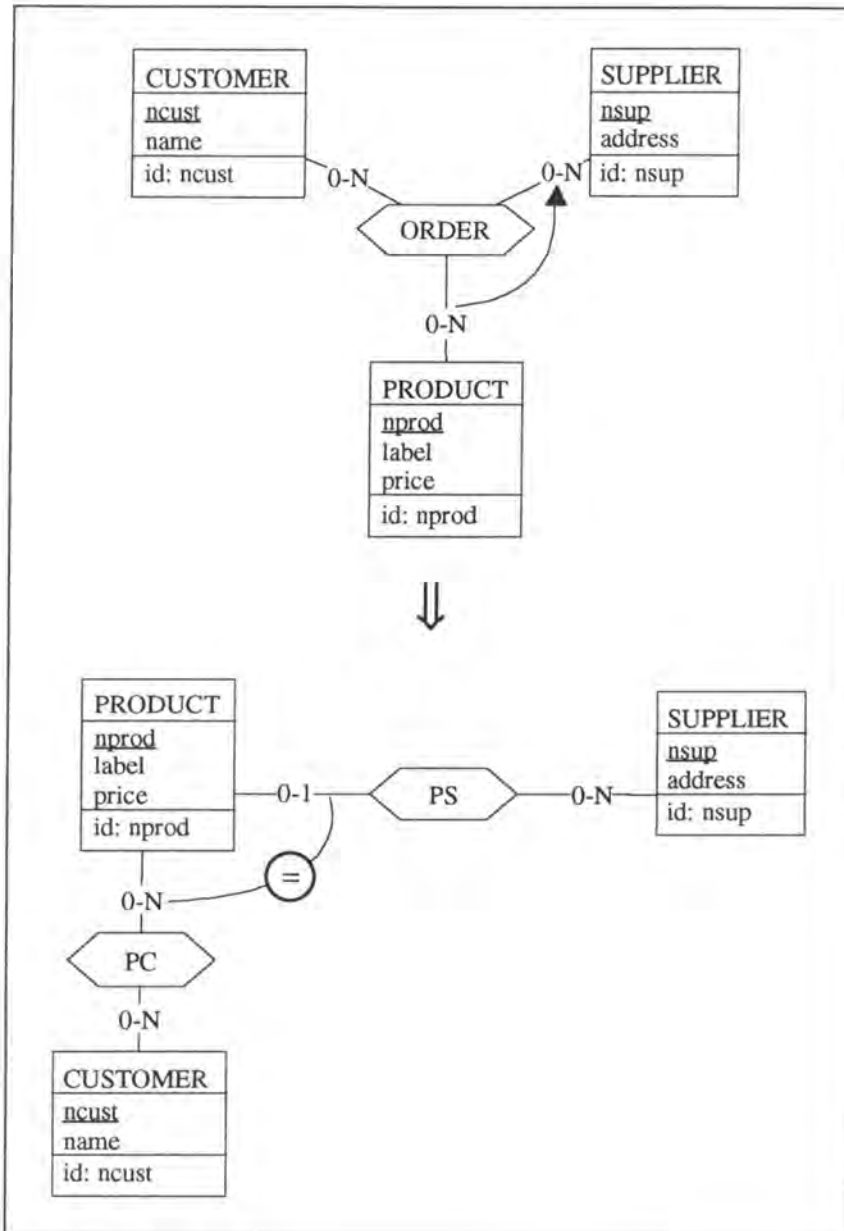 CUSTOMER
ncust
name
id: ncust
SUPPLIER
nsup
address
id: nsup
0-N
0-N
ORDER
0-N
PRODUCT
nprod
label
price
id: nprod
⇓
PRODUCT
nprod
label
price
id: nprod
0-1
PS
0-N
SUPPLIER
nsup
address
id: nsup
=
0-N
PC
0-N
CUSTOMER
ncust
name
id: ncust